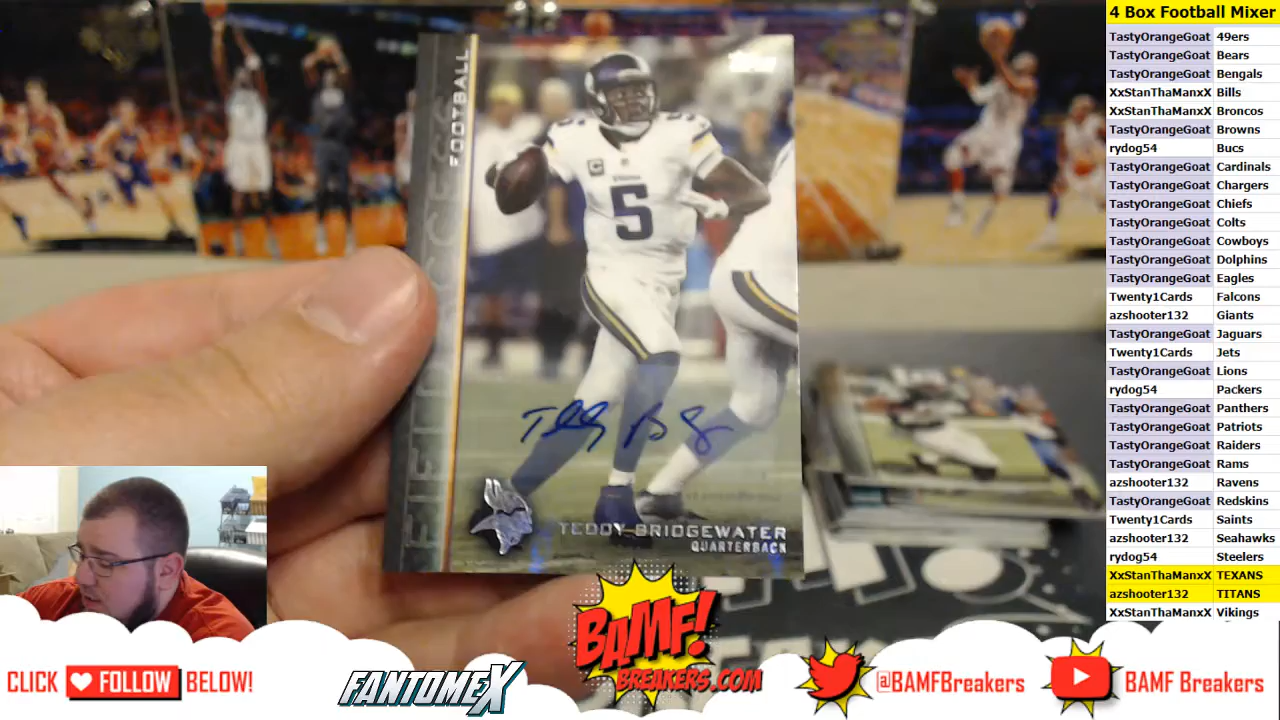 4 Box Football Mixer
TastyOrangeGoat 49ers
TastyOrangeGoat Bears
TastyOrangeGoat Bengals
XxStanThaManxX Bills
XxStanThaManxX Broncos
TastyOrangeGoat Browns
rydog54 Bucs
TastyOrangeGoat Cardinals
TastyOrangeGoat Chargers
TastyOrangeGoat Chiefs
TastyOrangeGoat Colts
TastyOrangeGoat Cowboys
TastyOrangeGoat Dolphins
TastyOrangeGoat Eagles
Twenty1Cards Falcons
azshooter132 Giants
TastyOrangeGoat Jaguars
Twenty1Cards Jets
TastyOrangeGoat Lions
rydog54 Packers
TastyOrangeGoat Panthers
TastyOrangeGoat Patriots
TastyOrangeGoat Raiders
TastyOrangeGoat Rams
azshooter132 Ravens
TastyOrangeGoat Redskins
Twenty1Cards Saints
azshooter132 Seahawks
rydog54 Steelers
XxStanThaManxX TEXANS
azshooter132 TITANS
XxStanThaManxX Vikings
FOOTBALL
5 5
C
5
TEDDY BRIDGEWATER
QUARTERBACK
CLICK FOLLOW BELOW!
FANTOMEX
BAMF!
BREAKERS.COM
@BAMFBreakers
BAMF Breakers